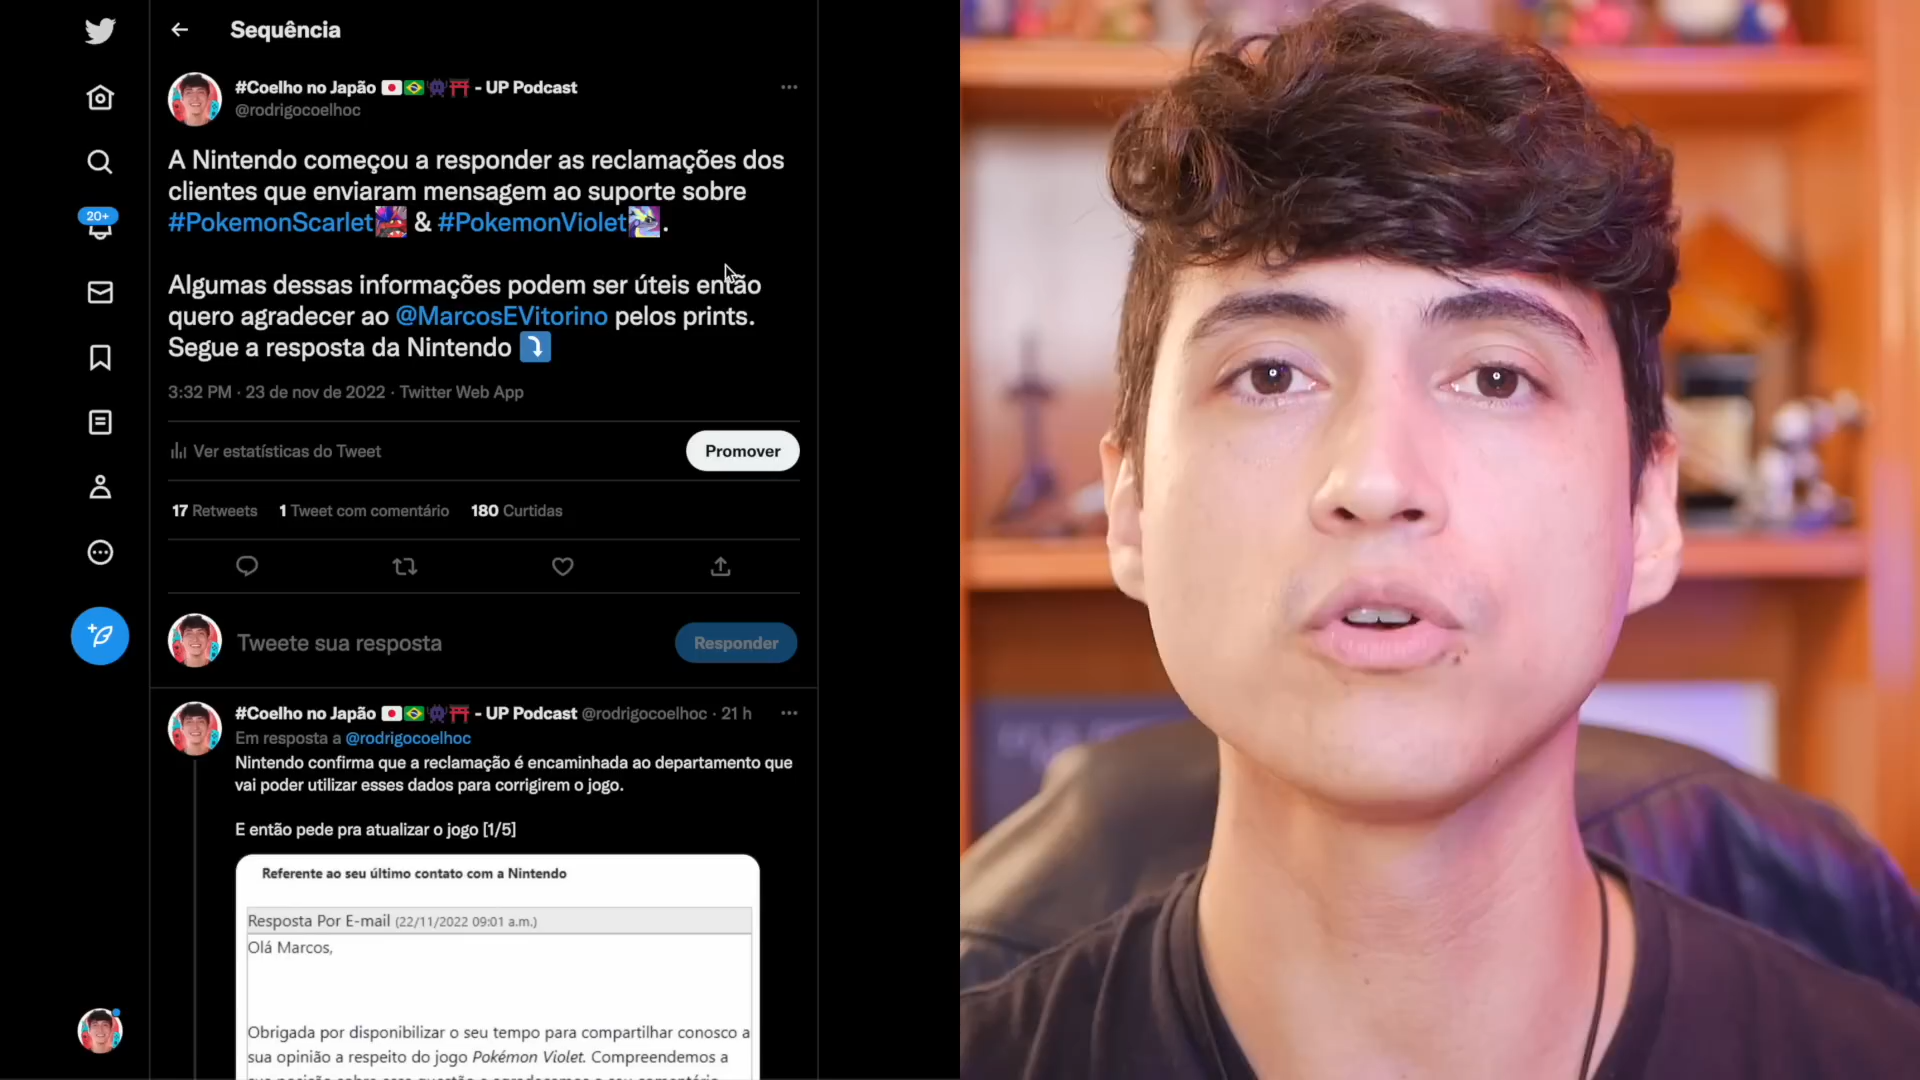 Sequência
#Coelho no Japão 🇯🇵🇧🇷👾⛩️ - UP Podcast
@rodrigocoelhoc
A Nintendo começou a responder as reclamações dos
clientes que enviaram mensagem ao suporte sobre
#PokemonScarlet & #PokemonViolet.
Algumas dessas informações podem ser úteis então
quero agradecer ao @MarcosEVitorino pelos prints.
Segue a resposta da Nintendo ⤵️
3:32 PM · 23 de nov de 2022 · Twitter Web App
Ver estatísticas do Tweet
Promover
17 Retweets 1 Tweet com comentário 180 Curtidas
20+
Tweete sua resposta
Responder
#Coelho no Japão 🇯🇵🇧🇷👾⛩️ - UP Podcast @rodrigocoelhoc · 21 h
Em resposta a @rodrigocoelhoc
Nintendo confirma que a reclamação é encaminhada ao departamento que
vai poder utilizar esses dados para corrigirem o jogo.
E então pede pra atualizar o jogo [1/5]
Referente ao seu último contato com a Nintendo
Resposta Por E-mail (22/11/2022 09:01 a.m.)
Olá Marcos,
Obrigada por disponibilizar o seu tempo para compartilhar conosco a
sua opinião a respeito do jogo Pokémon Violet. Compreendemos a